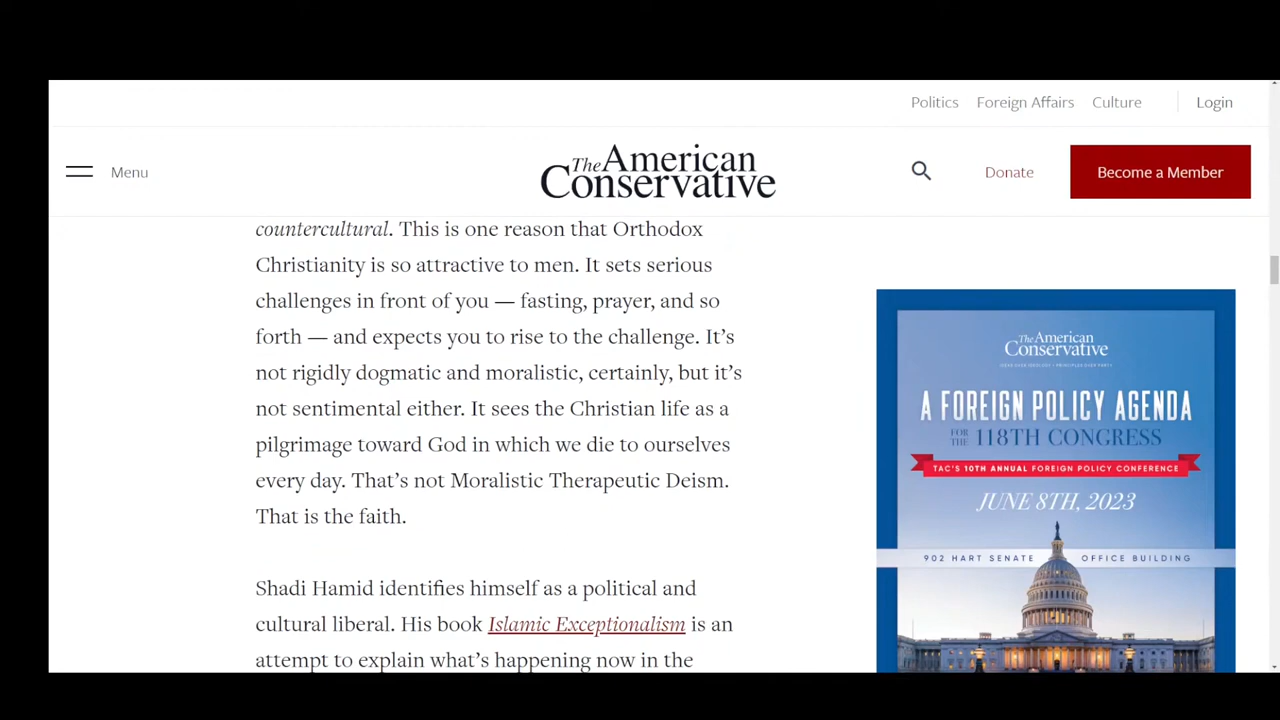 Politics Foreign Affairs Culture Login
Menu
The American
Conservative
Donate
Become a Member
countercultural. This is one reason that Orthodox
Christianity is so attractive to men. It sets serious
challenges in front of you — fasting, prayer, and so
forth — and expects you to rise to the challenge. It’s
not rigidly dogmatic and moralistic, certainly, but it’s
not sentimental either. It sees the Christian life as a
pilgrimage toward God in which we die to ourselves
every day. That’s not Moralistic Therapeutic Deism.
That is the faith.
Shadi Hamid identifies himself as a political and
cultural liberal. His book Islamic Exceptionalism is an
attempt to explain what’s happening now in the
The American
Conservative
IDEAS OVER IDEOLOGY • PRINCIPLES OVER PARTY
A FOREIGN POLICY AGENDA
FOR THE 118TH CONGRESS
TAC'S 10TH ANNUAL FOREIGN POLICY CONFERENCE
JUNE 8TH, 2023
902 HART SENATE OFFICE BUILDING